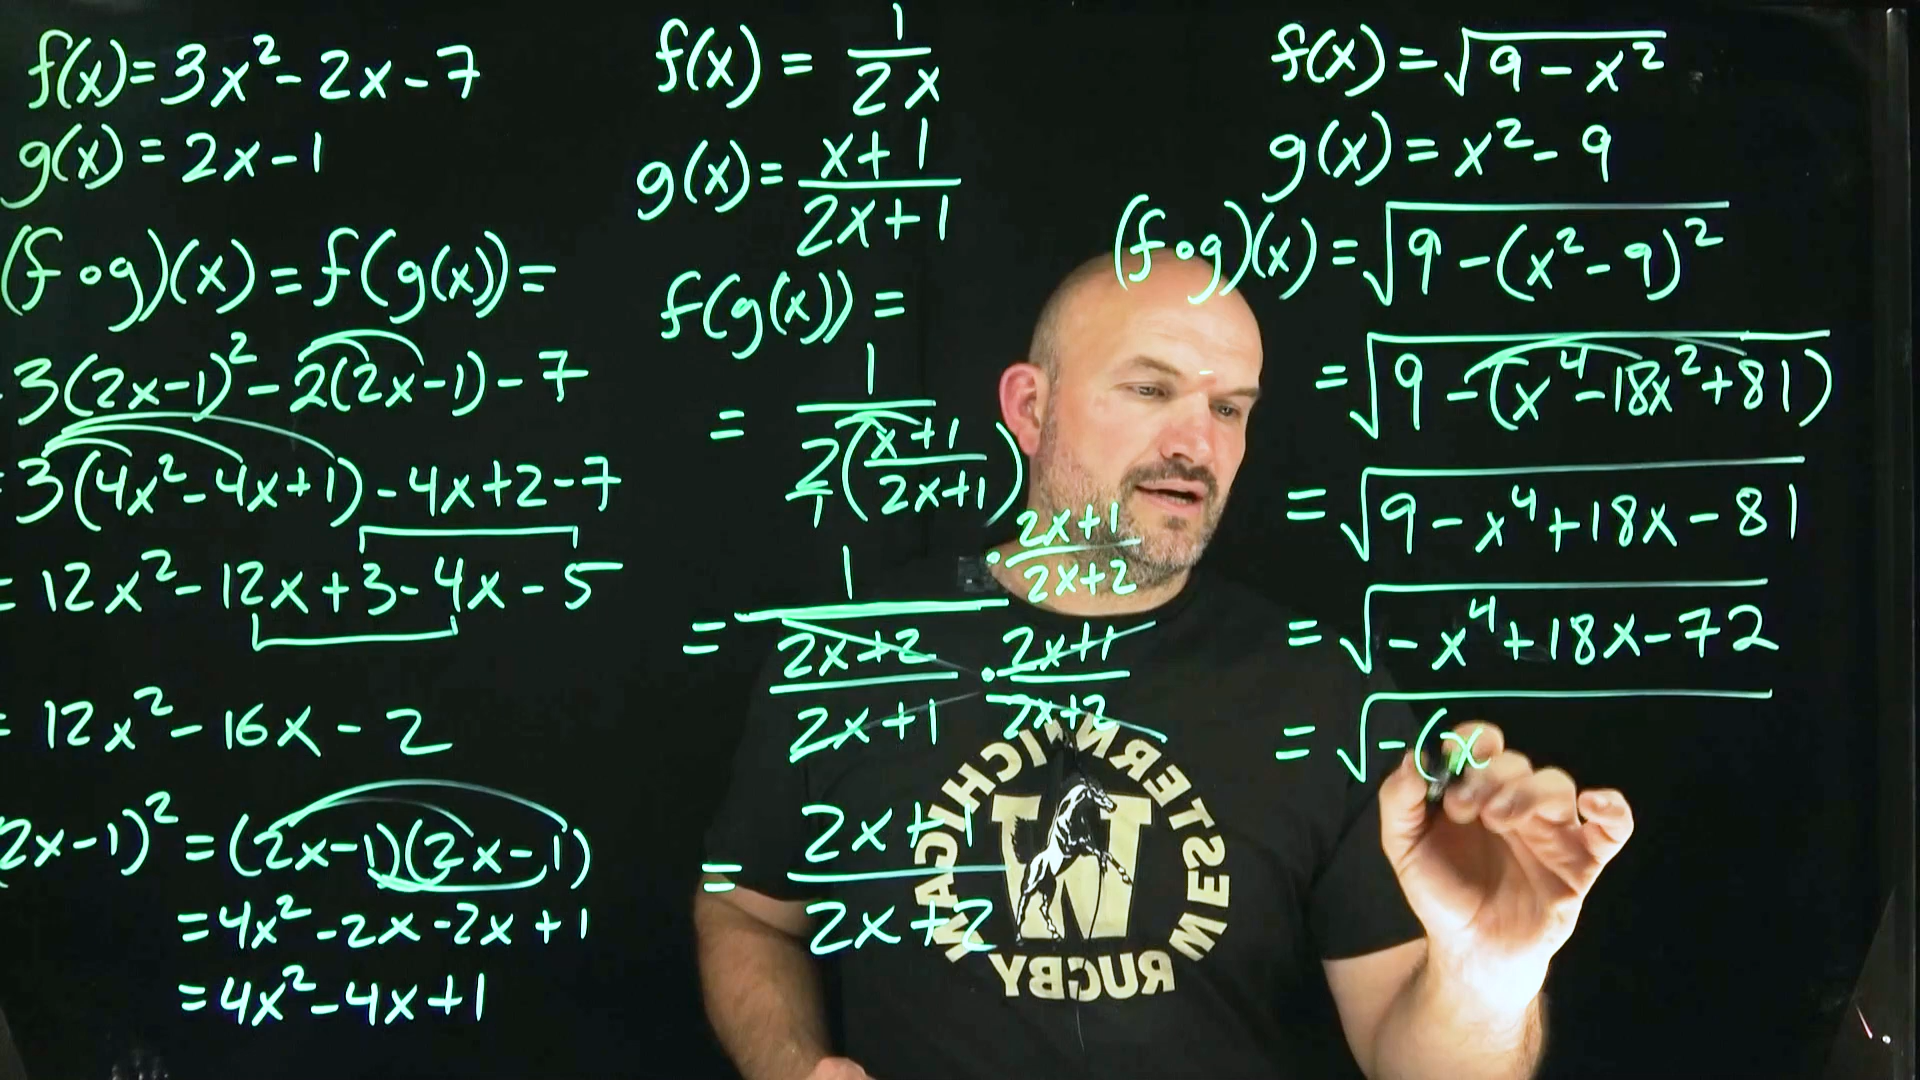 f(x)=3x²-2x-7
g(x)=2x-1
(f∘g)(x)=f(g(x))=
3(2x-1)²-2(2x-1)-7
=3(4x²-4x+1)-4x+2-7
=12x²-12x+3-4x-5
=12x²-16x-2
2x-1)²=(2x-1)(2x-1)
=4x²-2x-2x+1
=4x²-4x+1
f(x)=1/2x
g(x)=x+1/2x+1
f(g(x))=
=1/(2/1(x+1/2x+1))
=1/(2x+2/2x+1·2x+1/2x+2)·2x+1/2x+2
=2x+1/2x+2
f(x)=√9-x²
g(x)=x²-9
(f∘g)(x)=√9-(x²-9)²
=√9-(x⁴-18x²+81)
=√9-x⁴+18x-81
=√-x⁴+18x-72
=√-(x
WESTERN MICHIGAN
W
RUGBY